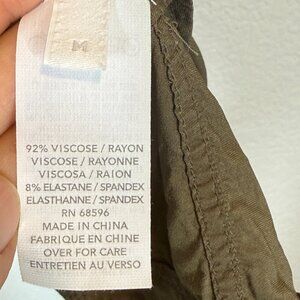 M
92% VISCOSE / RAYON
VISCOSE / RAYONNE
VISCOSA / RAION
8% ELASTANE / SPANDEX
ELASTHANNE / SPANDEX
RN 68596
MADE IN CHINA
FABRIQUE EN CHINE
OVER FOR CARE
ENTRETIEN AU VERSO